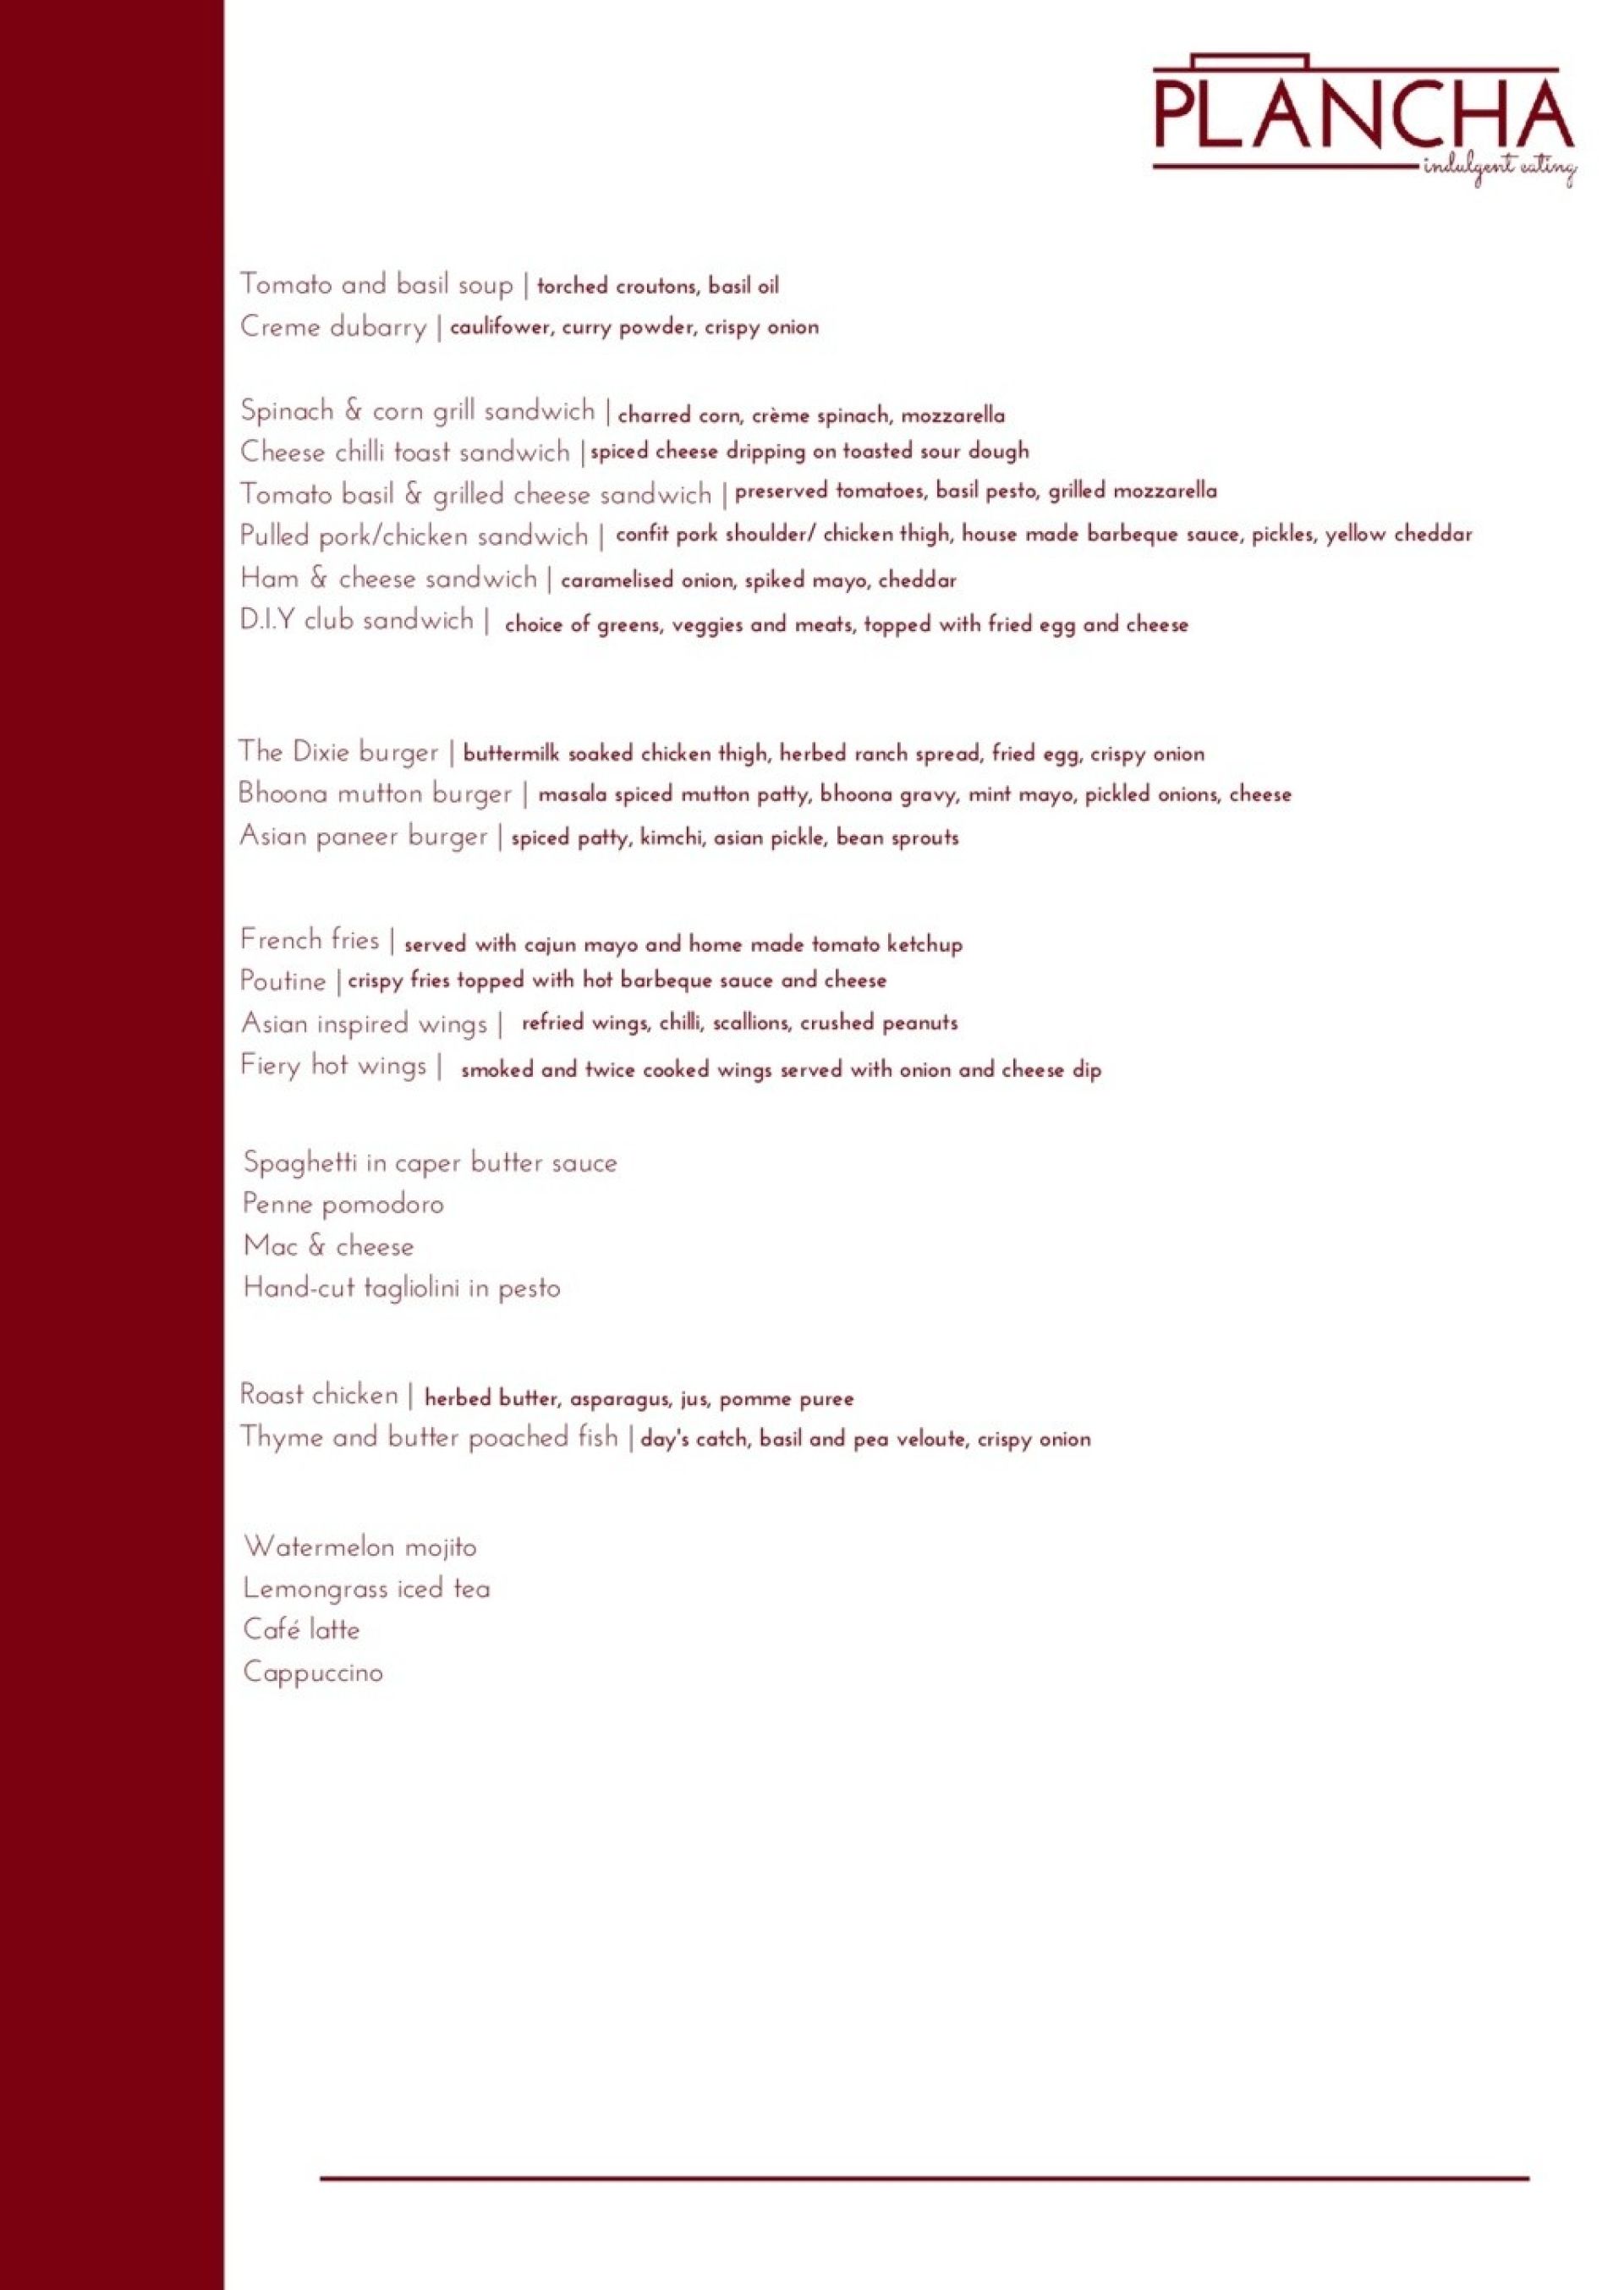 PLANCHA
indulgent eating
Tomato and basil soup | torched croutons, basil oil
Creme dubarry | caulifower, curry powder, crispy onion
Spinach & corn grill sandwich | charred corn, crème spinach, mozzarella
Cheese chilli toast sandwich | spiced cheese dripping on toasted sour dough
Tomato basil & grilled cheese sandwich | preserved tomatoes, basil pesto, grilled mozzarella
Pulled pork/chicken sandwich | confit pork shoulder/ chicken thigh, house made barbeque sauce, pickles, yellow cheddar
Ham & cheese sandwich | caramelised onion, spiked mayo, cheddar
D.I.Y club sandwich | choice of greens, veggies and meats, topped with fried egg and cheese
The Dixie burger | buttermilk soaked chicken thigh, herbed ranch spread, fried egg, crispy onion
Bhoona mutton burger | masala spiced mutton patty, bhoona gravy, mint mayo, pickled onions, cheese
Asian paneer burger | spiced patty, kimchi, asian pickle, bean sprouts
French fries | served with cajun mayo and home made tomato ketchup
Poutine | crispy fries topped with hot barbeque sauce and cheese
Asian inspired wings | refried wings, chilli, scallions, crushed peanuts
Fiery hot wings | smoked and twice cooked wings served with onion and cheese dip
Spaghetti in caper butter sauce
Penne pomodoro
Mac & cheese
Hand-cut tagliolini in pesto
Roast chicken | herbed butter, asparagus, jus, pomme puree
Thyme and butter poached fish | day's catch, basil and pea veloute, crispy onion
Watermelon mojito
Lemongrass iced tea
Café latte
Cappuccino